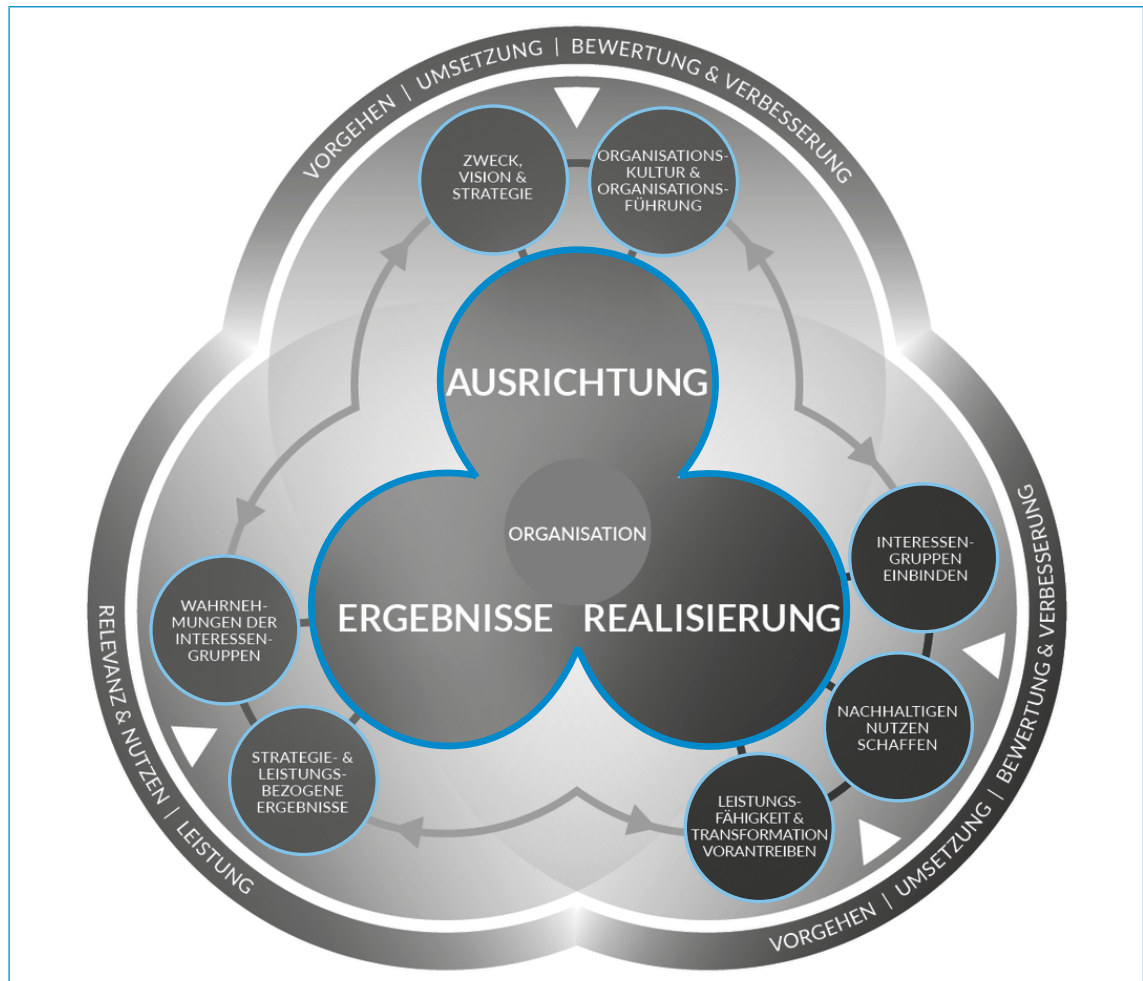 VORGEHEN | UMSETZUNG | BEWERTUNG & VERBESSERUNG
ZWECK,
VISION &
STRATEGIE
ORGANISATIONS-
KULTUR &
ORGANISATIONS-
FÜHRUNG
AUSRICHTUNG
ORGANISATION
ERGEBNISSE
REALISIERUNG
INTERESSEN-
GRUPPEN
EINBINDEN
NACHHALTIGEN
NUTZEN
SCHAFFEN
LEISTUNGS-
FÄHIGKEIT &
TRANSFORMATION
VORANTREIBEN
VORGEHEN | UMSETZUNG | BEWERTUNG & VERBESSERUNG
WAHRNEH-
MUNGEN DER
INTERESSEN-
GRUPPEN
STRATEGIE- &
LEISTUNGS-
BEZOGENE
ERGEBNISSE
RELEVANZ & NUTZEN | LEISTUNG